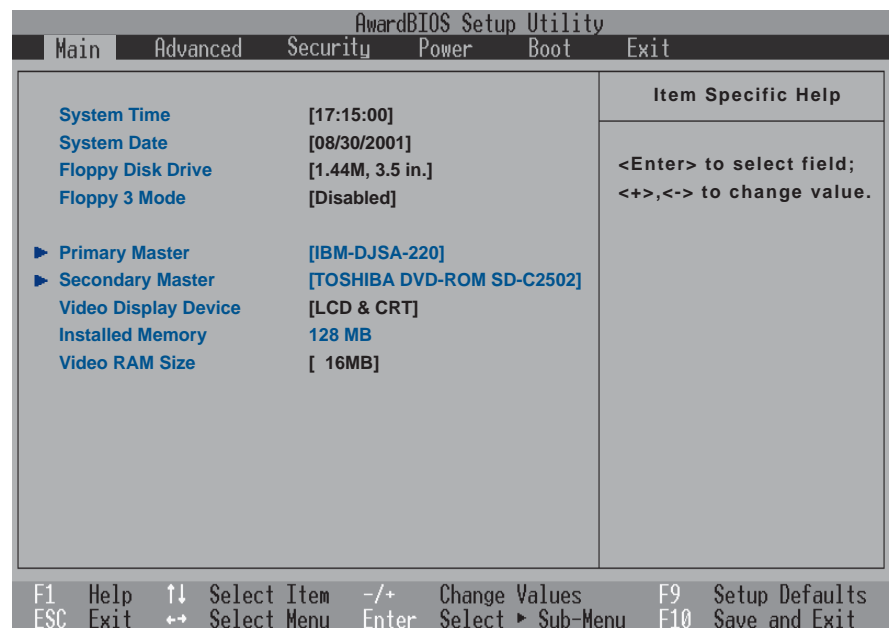 AwardBIOS Setup Utility
Main Advanced Security Power Boot Exit
Item Specific Help
System Time [17:15:00]
System Date [08/30/2001]
Floppy Disk Drive [1.44M, 3.5 in.]
<Enter> to select field;
Floppy 3 Mode [Disabled]
<+>,<-> to change value.
▶ Primary Master [IBM-DJSA-220]
▶ Secondary Master [TOSHIBA DVD-ROM SD-C2502]
Video Display Device [LCD & CRT]
Installed Memory 128 MB
Video RAM Size [ 16MB]
F1 Help ↑↓ Select Item -/+ Change Values F9 Setup Defaults
ESC Exit ←→ Select Menu Enter Select ▶ Sub-Menu F10 Save and Exit